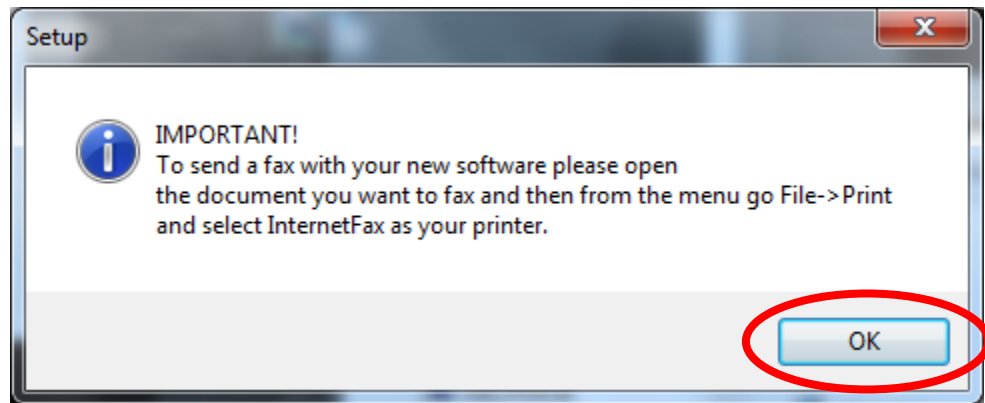 Setup
IMPORTANT!
To send a fax with your new software please open
the document you want to fax and then from the menu go File->Print
and select InternetFax as your printer.
OK